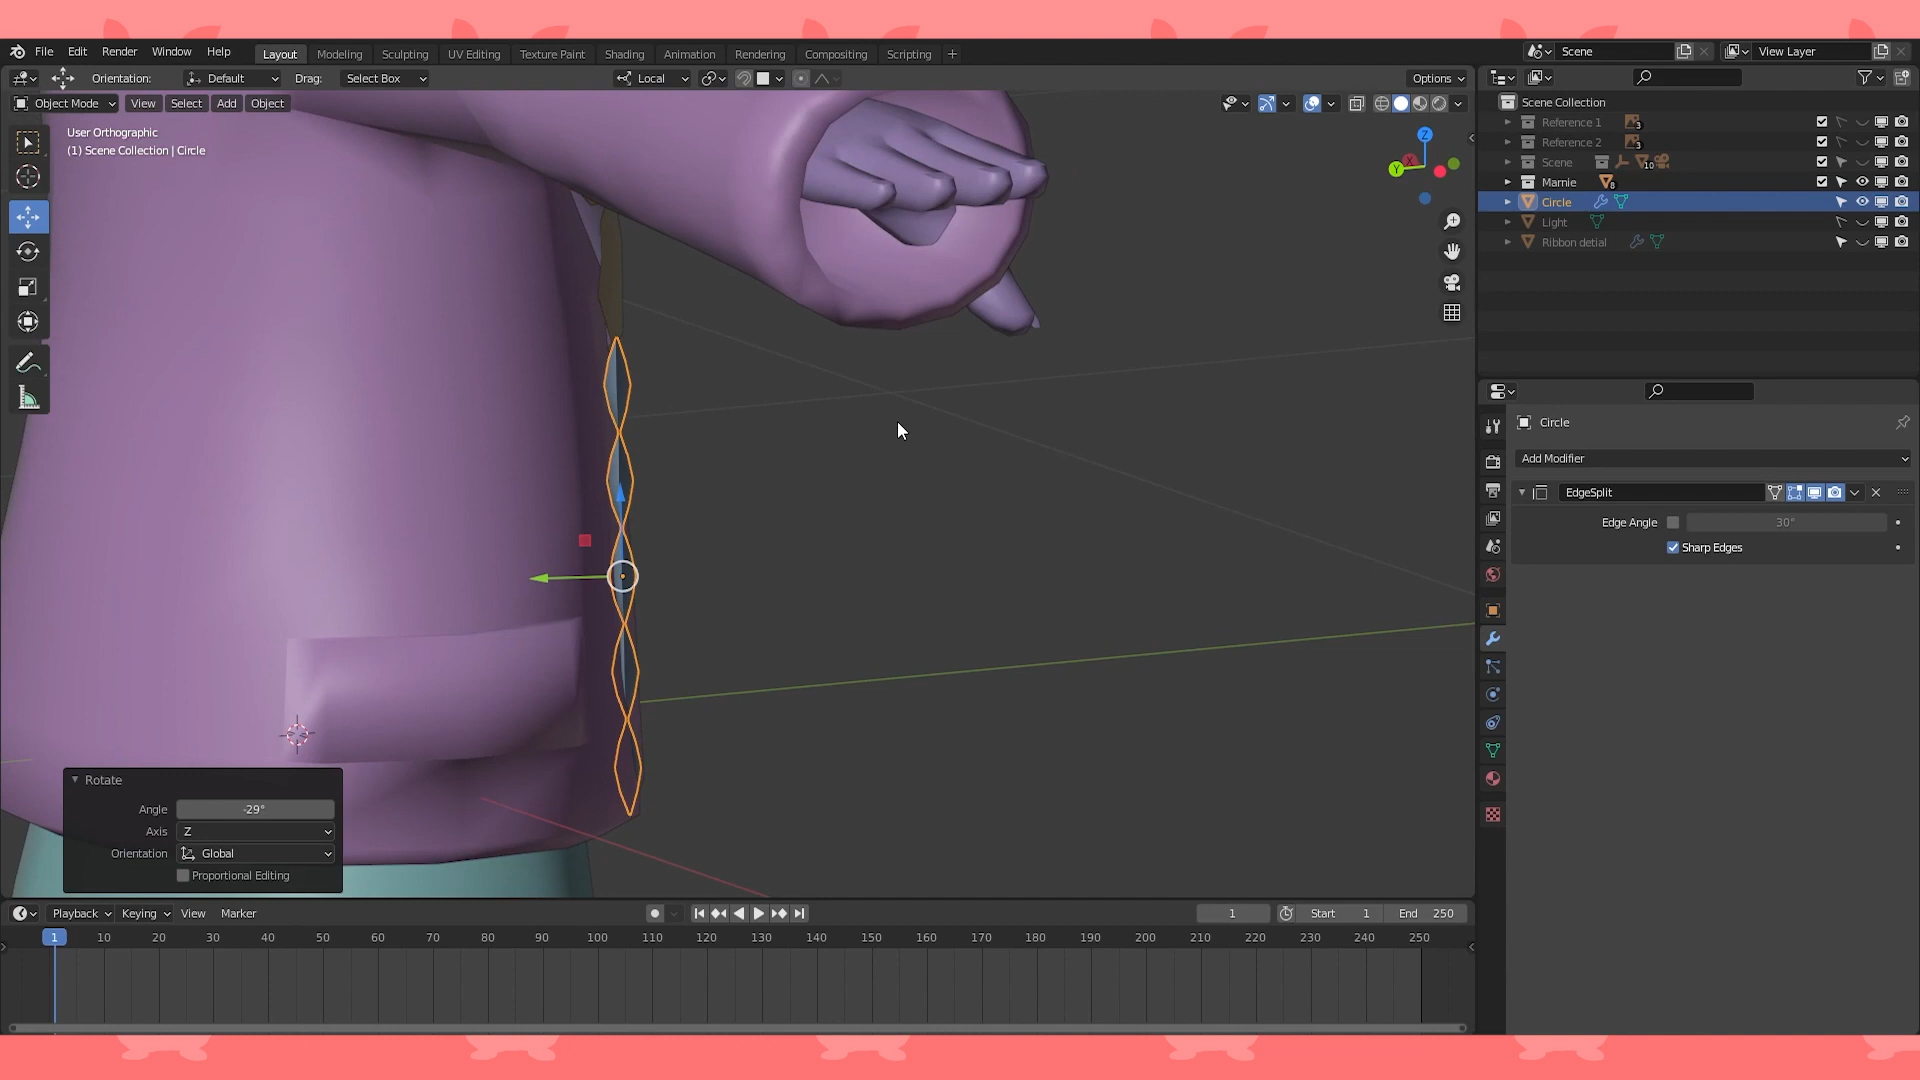 File Edit Render Window Help Layout Modeling Sculpting UV Editing Texture Paint Shading Animation Rendering Compositing Scripting + Scene View Layer
Orientation: Default Drag: Select Box Local Options
Object Mode View Select Add Object
User Orthographic
(1) Scene Collection | Circle
Z
X
Y
Scene Collection
Reference 1 3
Reference 2 3
Scene 10
Marnie 8
Circle
Light
Ribbon detial
Circle
Add Modifier
EdgeSplit
Edge Angle 30°
Sharp Edges
Rotate
Angle -29°
Axis Z
Orientation Global
Proportional Editing
Playback Keying View Marker 1 Start 1 End 250
1 10 20 30 40 50 60 70 80 90 100 110 120 130 140 150 160 170 180 190 200 210 220 230 240 250